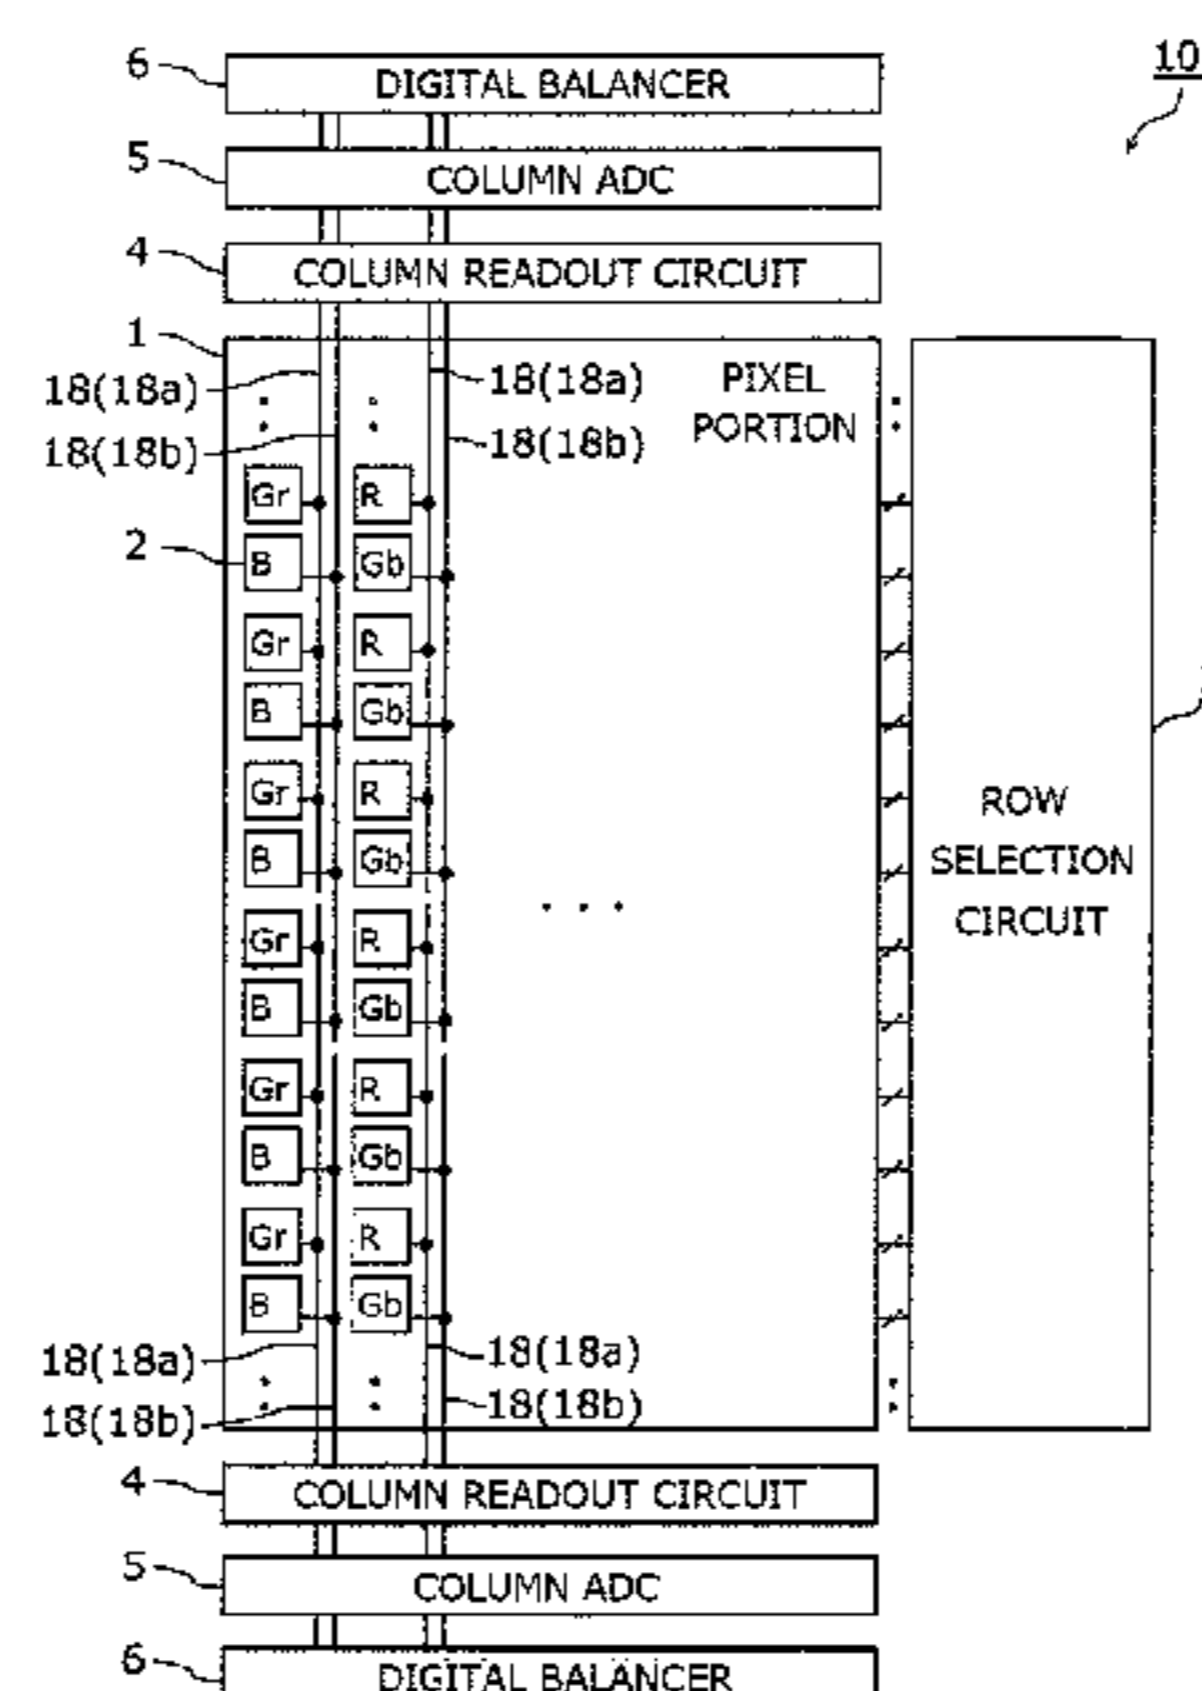 10
6 DIGITAL BALANCER
5 COLUMN ADC
4 COLUMN READOUT CIRCUIT
1
18(18a) 18(18a) PIXEL
18(18b) 18(18b) PORTION
Gr R
2 B Gb
Gr R
B Gb
Gr R
B Gb
Gr R
B Gb
Gr R
B Gb
Gr R
B Gb
ROW
SELECTION
CIRCUIT
18(18a) 18(18a)
18(18b) 18(18b)
4 COLUMN READOUT CIRCUIT
5 COLUMN ADC
6 DIGITAL BALANCER